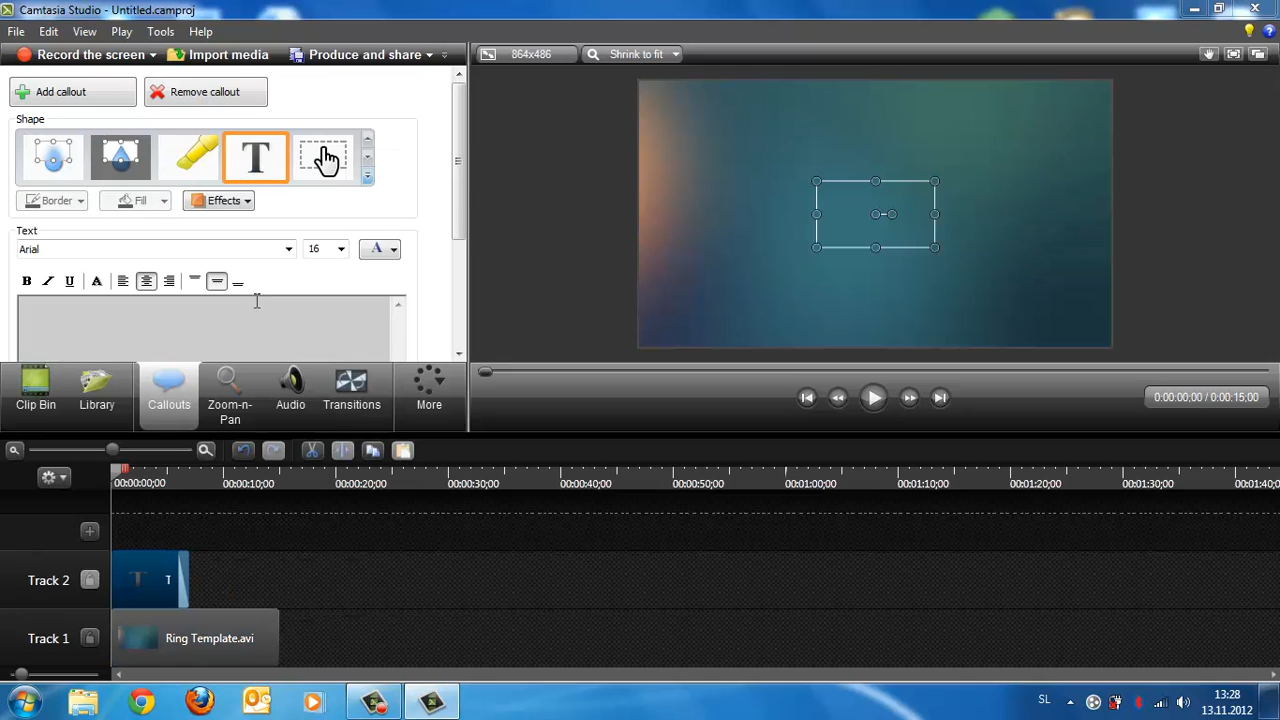 Camtasia Studio - Untitled.camproj
File Edit View Play Tools Help
Record the screen Import media Produce and share
864x486 Shrink to fit
Add callout Remove callout
Shape
T
Border Fill Effects
Text
Arial 16 A
B I U A
Clip Bin Library Callouts Zoom-n-Pan Audio Transitions More
0:00:00;00 / 0:00:15;00
00:00:00;00 00:00:10;00 00:00:20;00 00:00:30;00 00:00:40;00 00:00:50;00 00:01:00;00 00:01:10;00 00:01:20;00 00:01:30;00 00:01:40;0
Track 2 T T
Track 1 Ring Template.avi
SL 13:28
13.11.2012